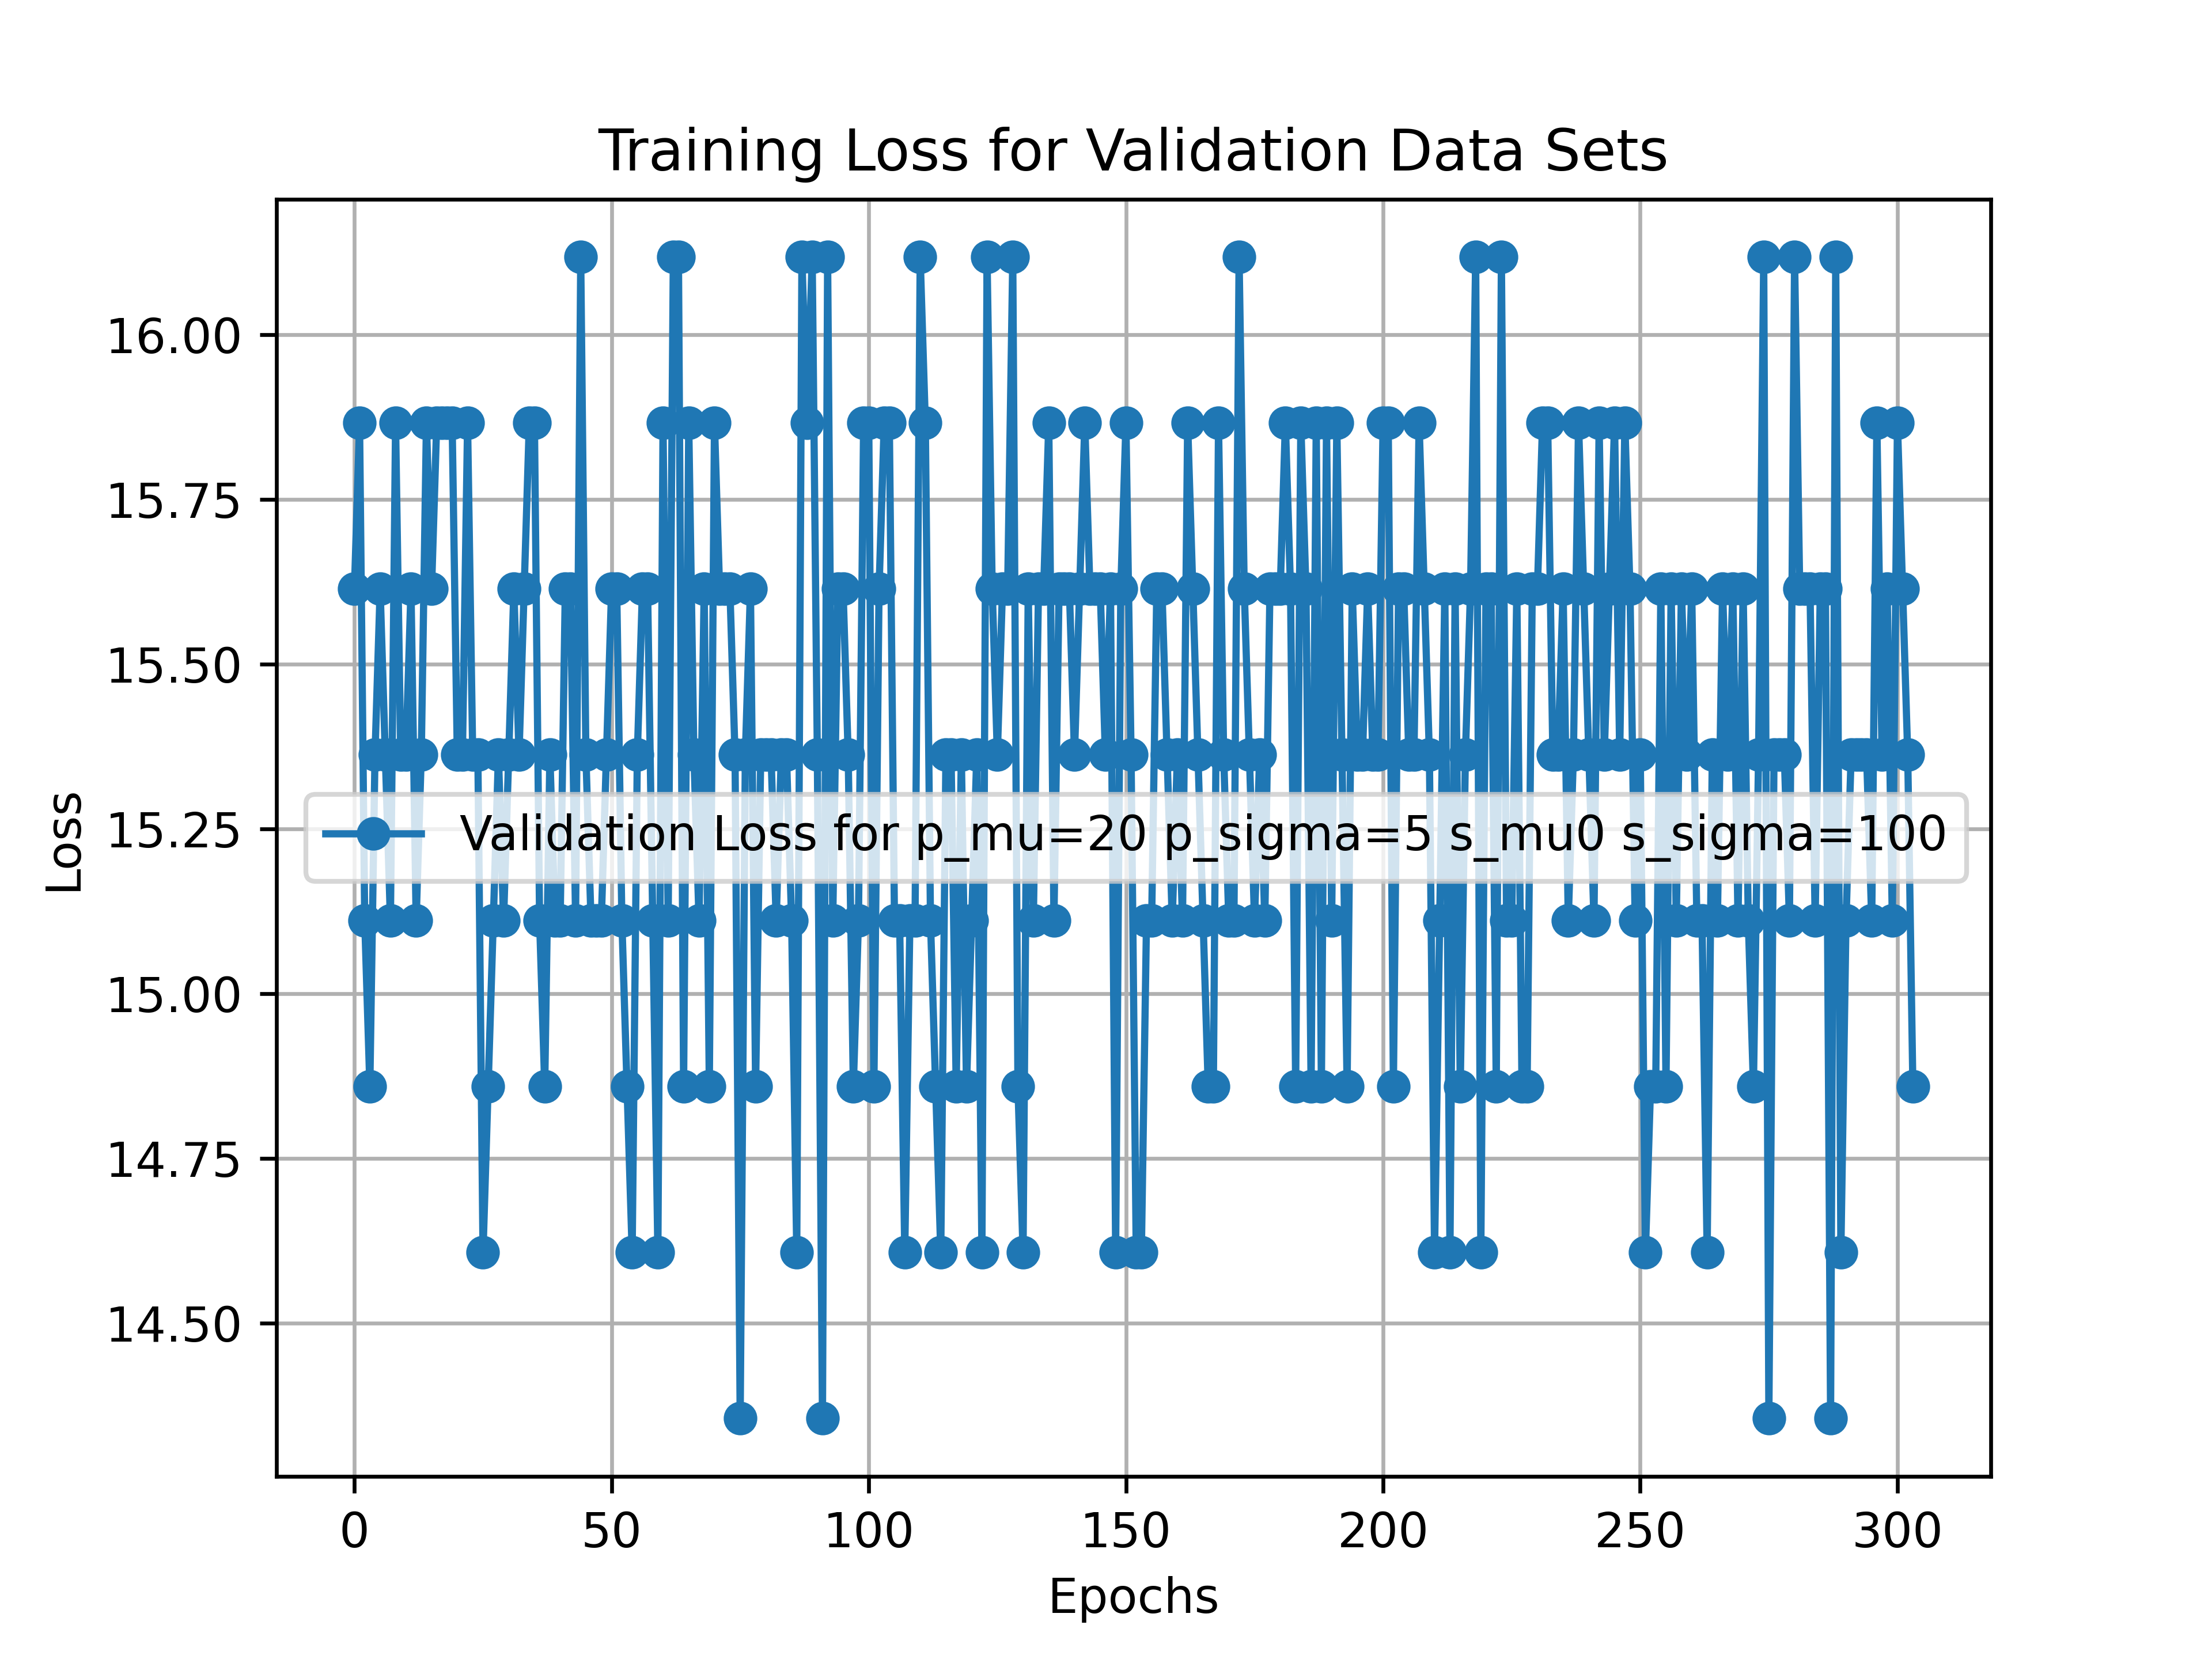 Training Loss for Validation Data Sets
Loss
16.00
15.75
15.50
15.25
15.00
14.75
14.50
Validation Loss for p_mu=20 p_sigma=5 s_mu0 s_sigma=100
0 50 100 150 200 250 300
Epochs